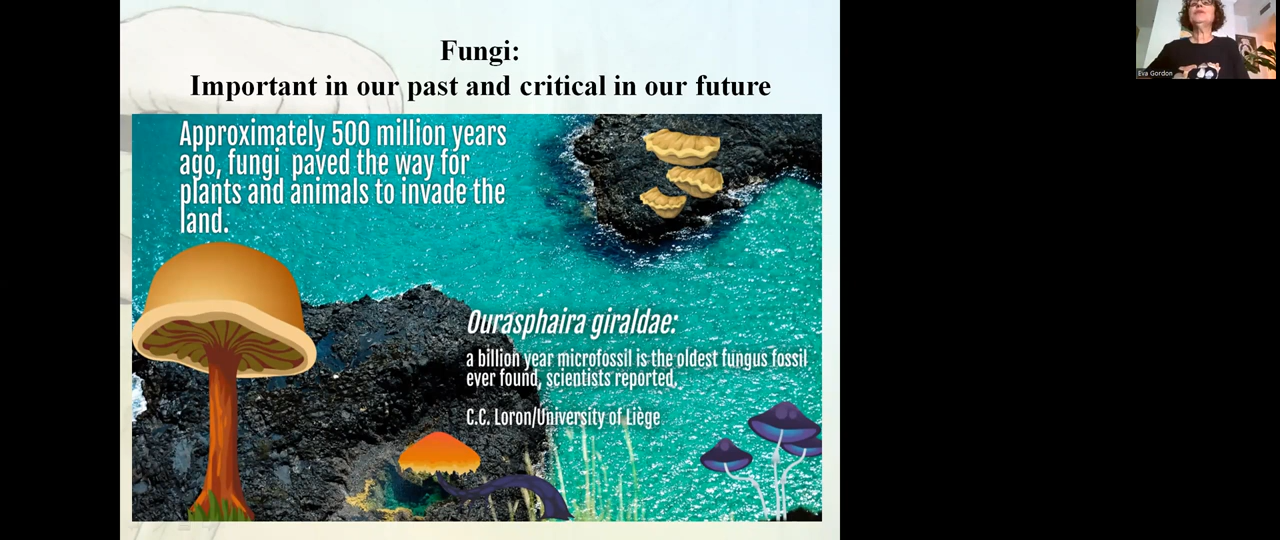 Fungi:
Important in our past and critical in our future
Approximately 500 million years
ago, fungi paved the way for
plants and animals to invade the
land.
Ourasphaira giraldae:
a billion year microfossil is the oldest fungus fossil
ever found, scientists reported.
C.C. Loron/University of Liège
Eva Gordon